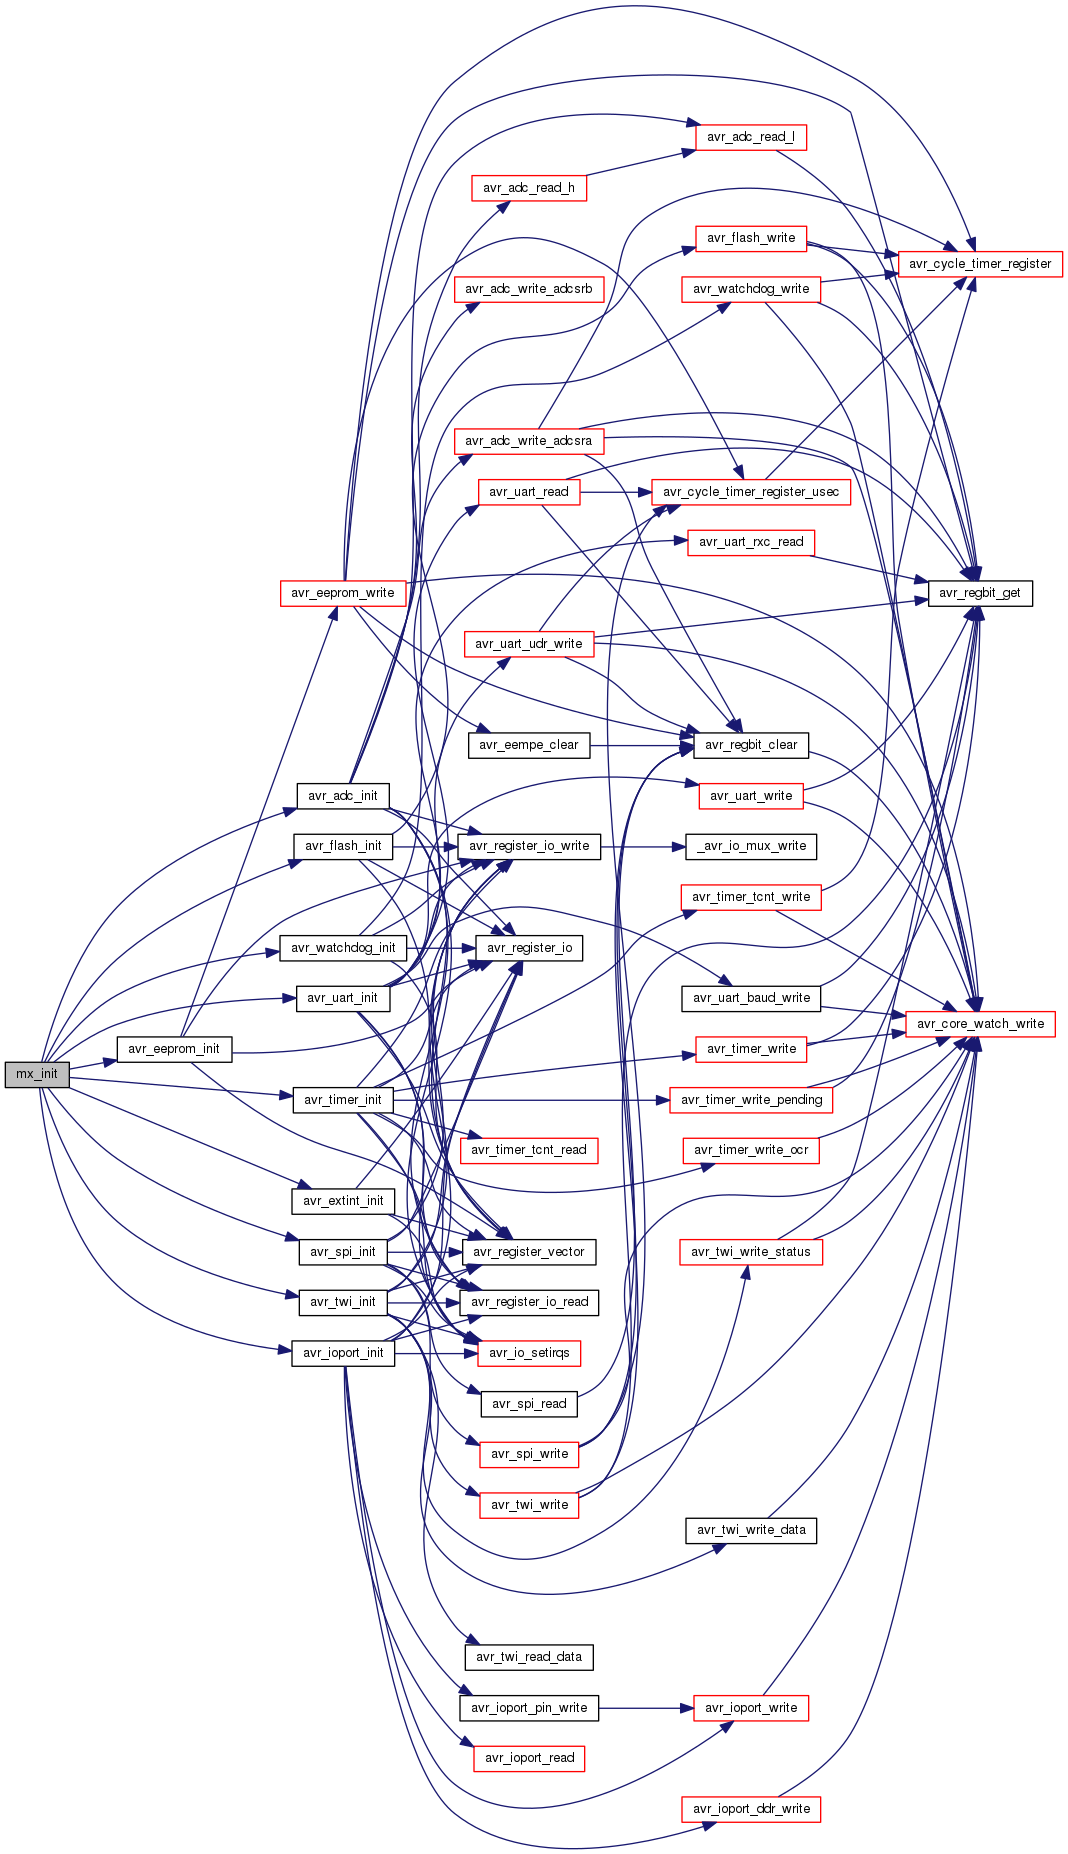 avr_adc_read_l
avr_adc_read_h
avr_flash_write
avr_cycle_timer_register
avr_adc_write_adcsrb
avr_watchdog_write
avr_adc_write_adcsra
avr_uart_read
avr_cycle_timer_register_usec
avr_uart_rxc_read
avr_eeprom_write
avr_regbit_get
avr_uart_udr_write
avr_eempe_clear
avr_regbit_clear
avr_adc_init
avr_uart_write
avr_flash_init
avr_register_io_write
_avr_io_mux_write
avr_timer_tcnt_write
avr_watchdog_init
avr_register_io
avr_uart_init
avr_uart_baud_write
avr_core_watch_write
avr_eeprom_init
avr_timer_write
mx_init
avr_timer_init
avr_timer_write_pending
avr_timer_tcnt_read
avr_timer_write_ocr
avr_extint_init
avr_spi_init
avr_register_vector
avr_twi_write_status
avr_twi_init
avr_register_io_read
avr_ioport_init
avr_io_setirqs
avr_spi_read
avr_spi_write
avr_twi_write
avr_twi_write_data
avr_twi_read_data
avr_ioport_pin_write
avr_ioport_write
avr_ioport_read
avr_ioport_ddr_write